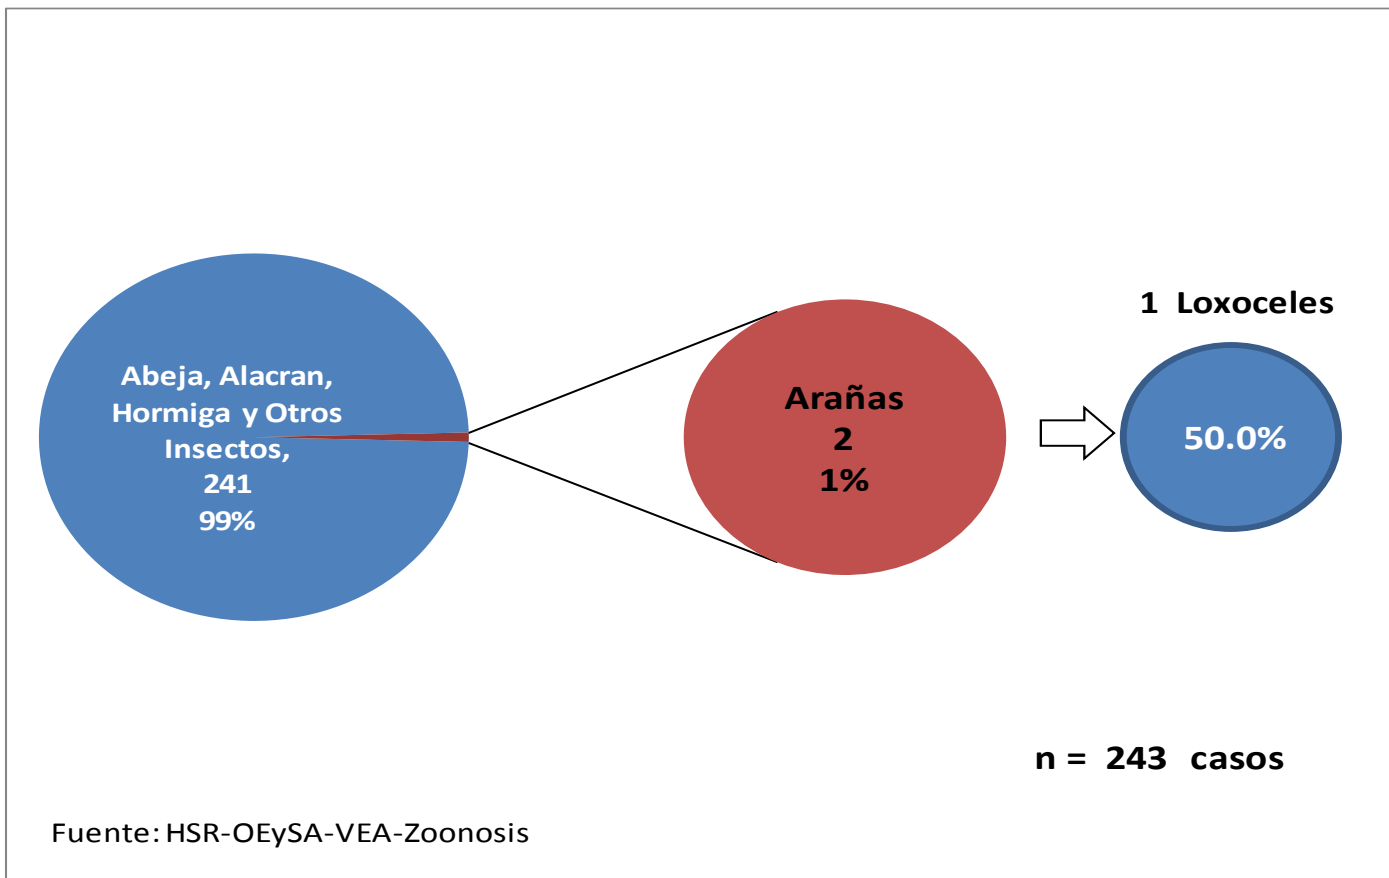 Abeja, Alacran,
Hormiga y Otros
Insectos,
241
99%
Arañas
2
1%
1 Loxoceles
50.0%
n = 243 casos
Fuente: HSR-OEySA-VEA-Zoonosis